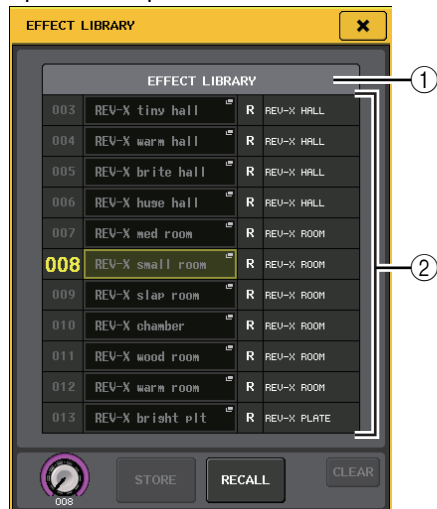 EFFECT LIBRARY
EFFECT LIBRARY
1
003 REV-X tiny hall R REV-X HALL
004 REV-X warm hall R REV-X HALL
005 REV-X brite hall R REV-X HALL
006 REV-X huge hall R REV-X HALL
007 REV-X med room R REV-X ROOM
008 REV-X small room R REV-X ROOM
2
009 REV-X slap room R REV-X ROOM
010 REV-X chamber R REV-X ROOM
011 REV-X wood room R REV-X ROOM
012 REV-X warm room R REV-X ROOM
013 REV-X bright plt R REV-X PLATE
STORE RECALL CLEAR
008